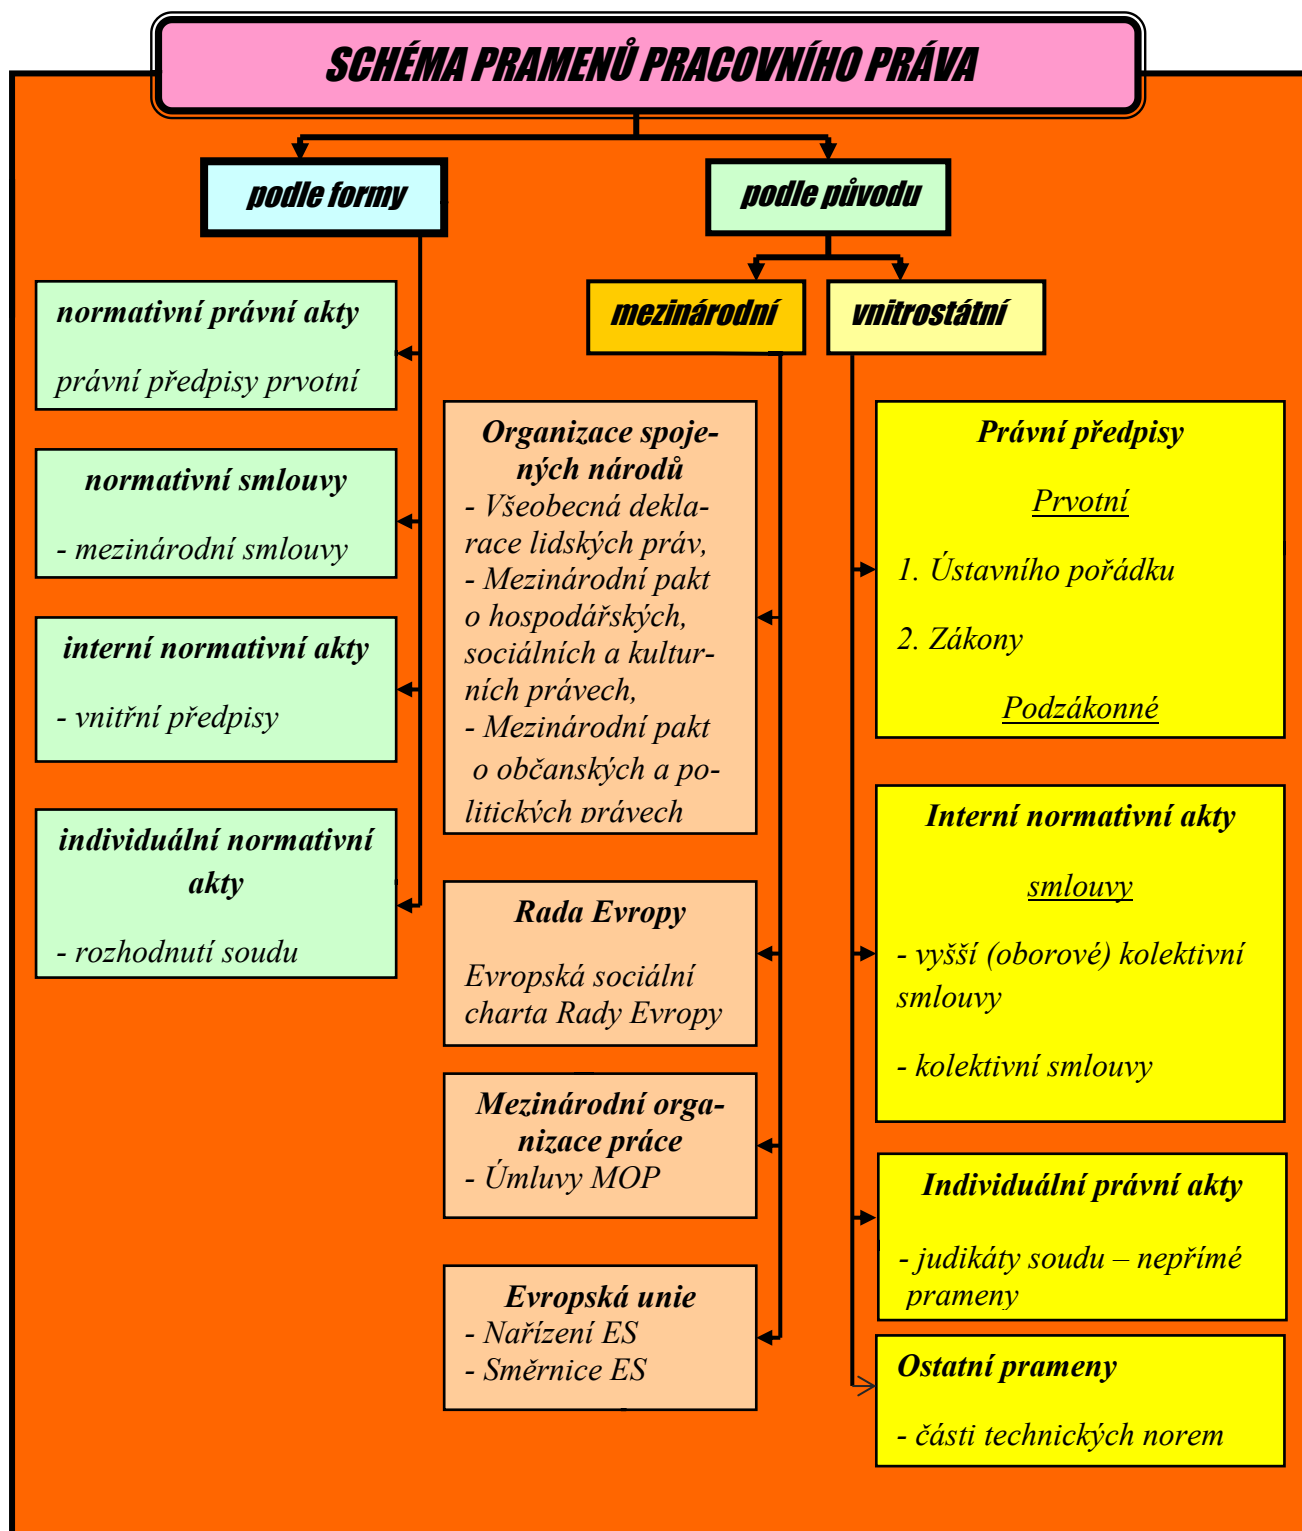 SCHÉMA PRAMENŮ PRACOVNÍHO PRÁVA
podle formy
podle původu
normativní právní akty
právní předpisy prvotní
normativní smlouvy
- mezinárodní smlouvy
interní normativní akty
- vnitřní předpisy
individuální normativní
akty
- rozhodnutí soudu
mezinárodní
vnitrostátní
Organizace spoje-
ných národů
- Všeobecná dekla-
race lidských práv,
- Mezinárodní pakt
o hospodářských,
sociálních a kultur-
ních právech,
- Mezinárodní pakt
o občanských a po-
litických právech
Rada Evropy
Evropská sociální
charta Rady Evropy
Mezinárodní orga-
nizace práce
- Úmluvy MOP
Evropská unie
- Nařízení ES
- Směrnice ES
Právní předpisy
Prvotní
1. Ústavního pořádku
2. Zákony
Podzákonné
Interní normativní akty
smlouvy
- vyšší (oborové) kolektivní
smlouvy
- kolektivní smlouvy
Individuální právní akty
- judikáty soudu – nepřímé
prameny
Ostatní prameny
- části technických norem